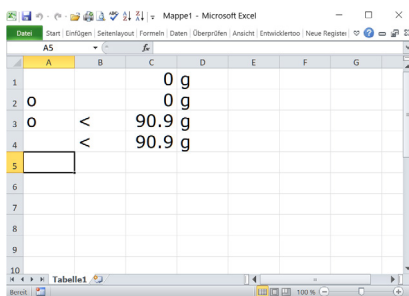 Mappe1 - Microsoft Excel
Datei Start Einfügen Seitenlayout Formeln Daten Überprüfen Ansicht Entwicklertoo Neue Register
A5 fx
A B C D E F G
1 0 g
2 o 0 g
3 o < 90.9 g
4 < 90.9 g
5
6
7
8
9
10
Tabelle1
Bereit 100 %